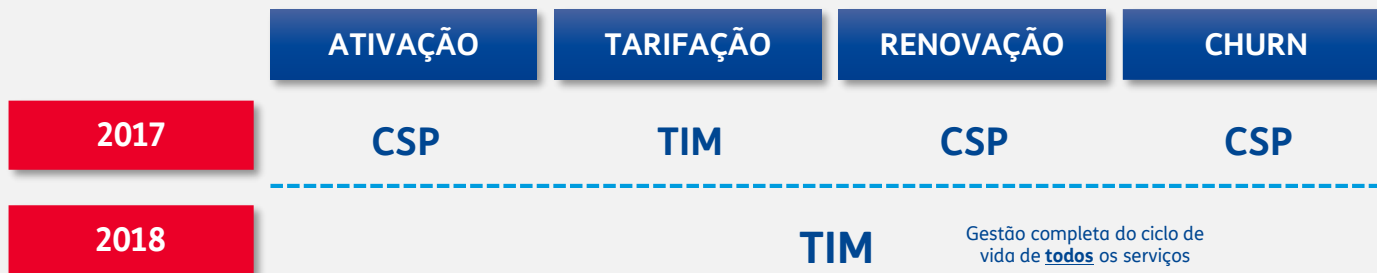 ATIVAÇÃO TARIFAÇÃO RENOVAÇÃO CHURN
2017 CSP TIM CSP CSP
2018 TIM Gestão completa do ciclo de
vida de todos os serviços